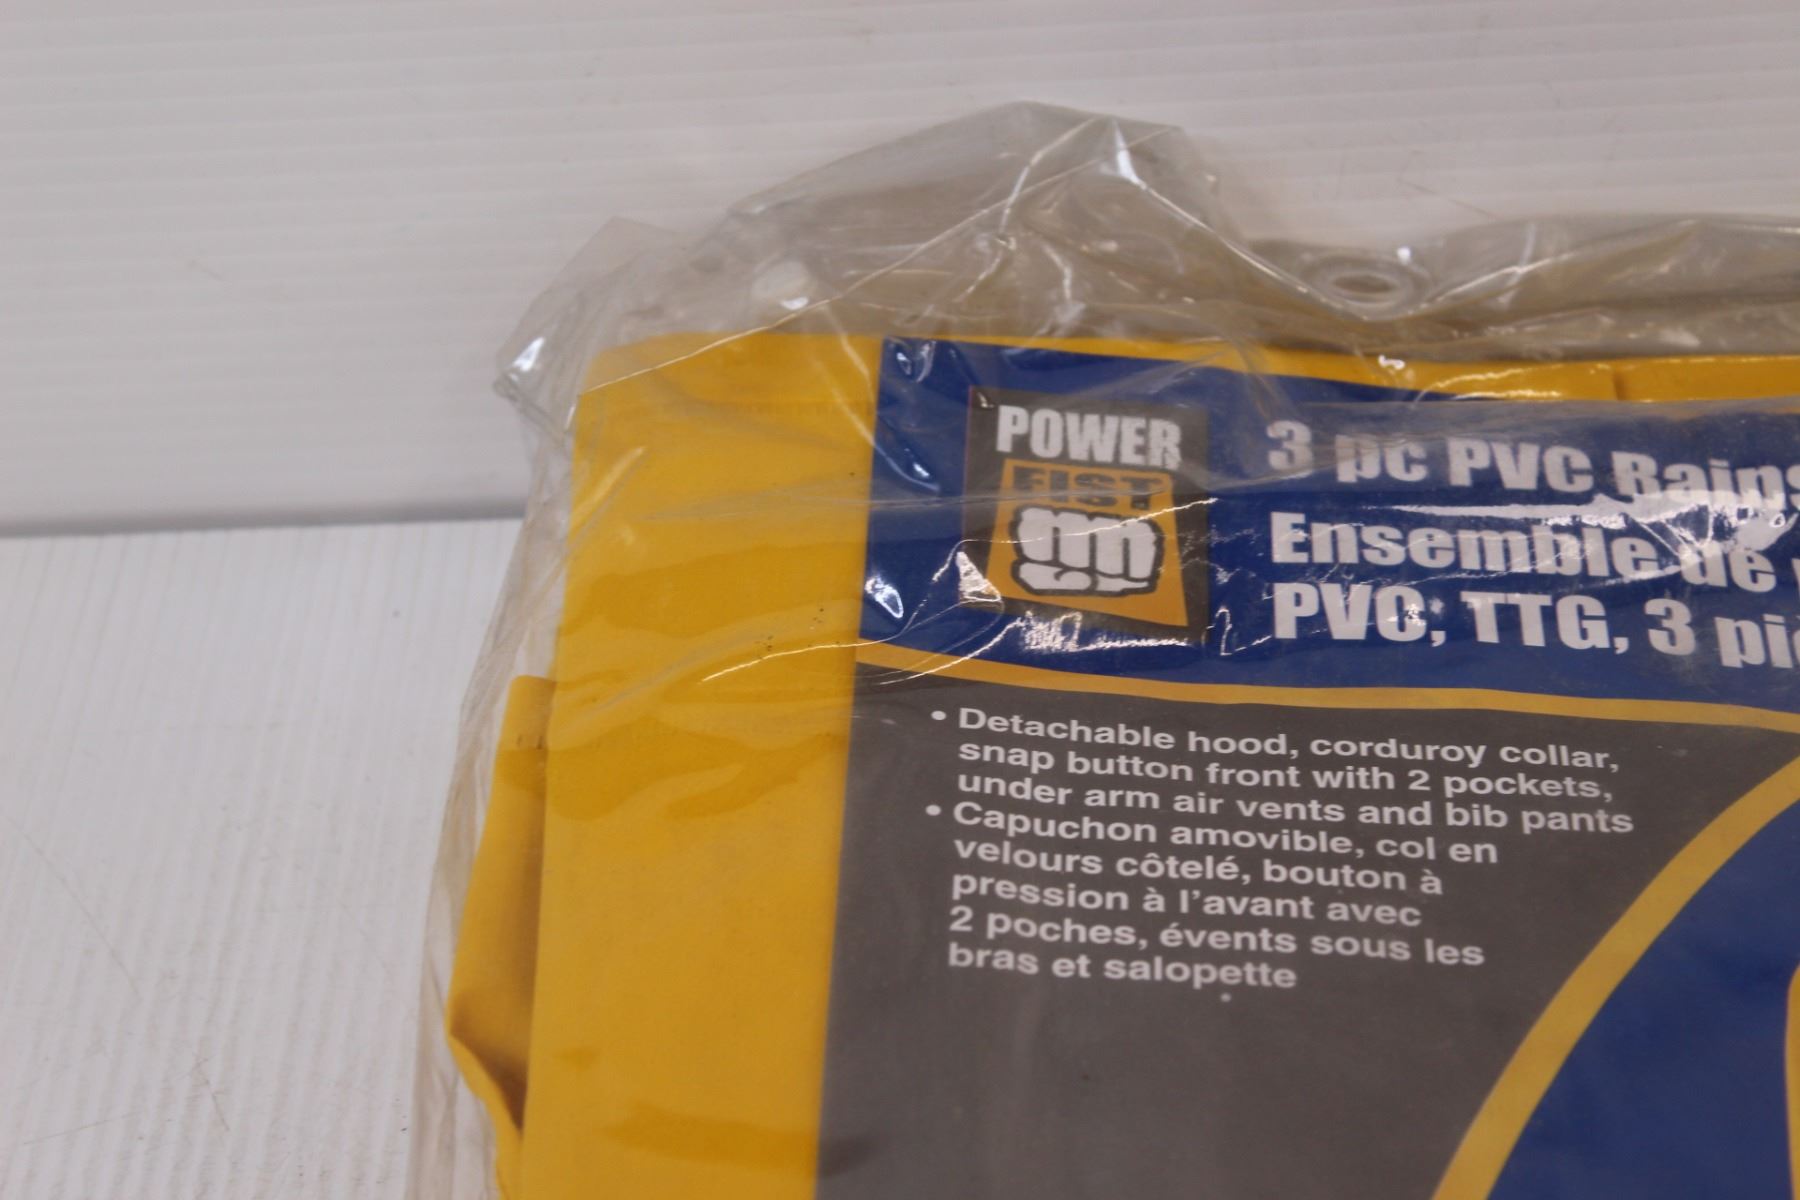 POWER
FIST
3 pc PVC Rains
Ensemble de
PVC, TTG, 3 piè
• Detachable hood, corduroy collar,
snap button front with 2 pockets,
under arm air vents and bib pants
• Capuchon amovible, col en
velours côtelé, bouton à
pression à l'avant avec
2 poches, évents sous les
bras et salopette